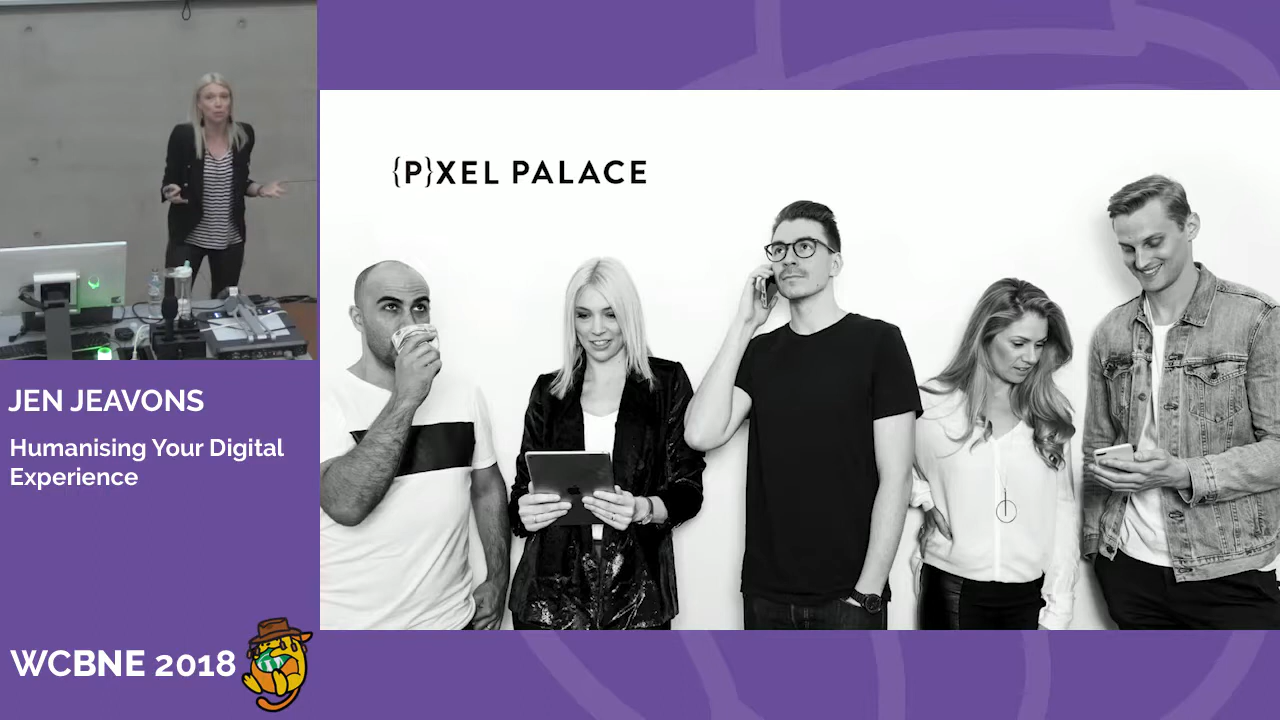 {P}XEL PALACE
JEN JEAVONS
Humanising Your Digital
Experience
WCBNE 2018